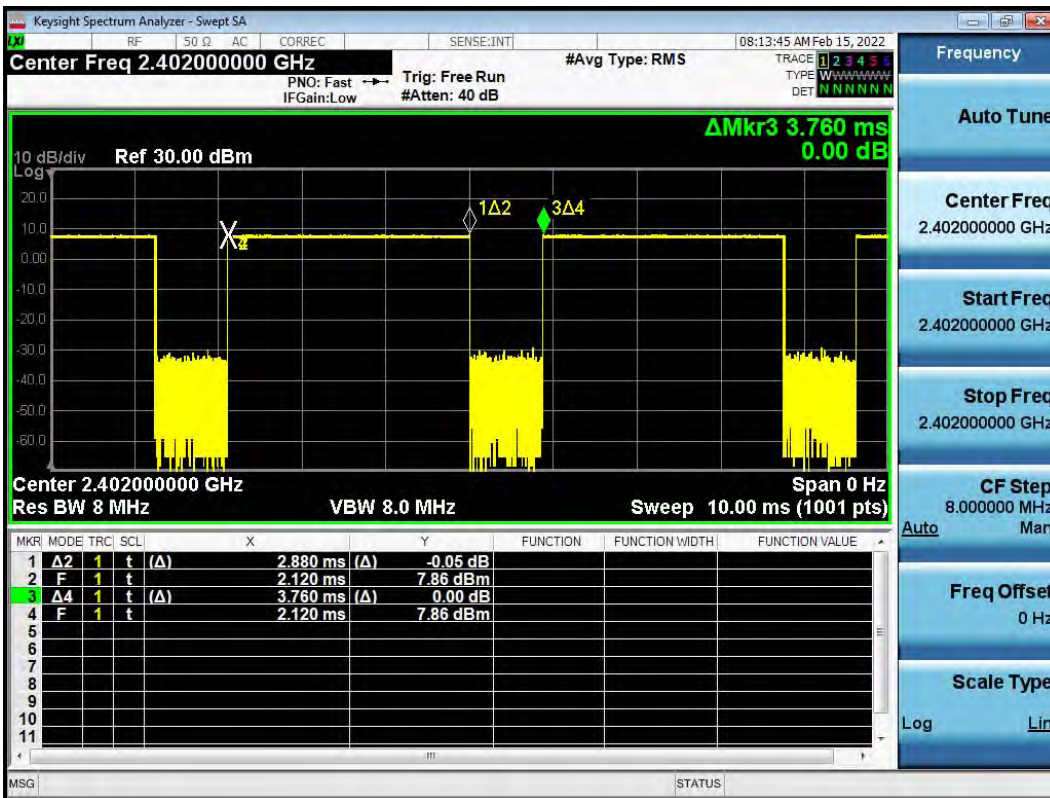 Keysight Spectrum Analyzer - Swept SA
LXI RF 50 Ω AC CORREC SENSE:INT 08:13:45 AM Feb 15, 2022
Center Freq 2.402000000 GHz #Avg Type: RMS TRACE 1 2 3 4 5 6
PNO: Fast Trig: Free Run TYPE WWWWWW
IFGain:Low #Atten: 40 dB DET N N N N N N
ΔMkr3 3.760 ms
0.00 dB
10 dB/div Ref 30.00 dBm
Log
20.0
10.0
0.00
-10.0
-20.0
-30.0
-40.0
-50.0
-60.0
1Δ2
3Δ4
Center 2.402000000 GHz Span 0 Hz
Res BW 8 MHz VBW 8.0 MHz Sweep 10.00 ms (1001 pts)
MKR MODE TRC SCL X Y FUNCTION FUNCTION WIDTH FUNCTION VALUE
1 Δ2 1 t (Δ) 2.880 ms (Δ) -0.05 dB
2 F 1 t 2.120 ms 7.86 dBm
3 Δ4 1 t (Δ) 3.760 ms (Δ) 0.00 dB
4 F 1 t 2.120 ms 7.86 dBm
5
6
7
8
9
10
11
MSG STATUS
Frequency
Auto Tune
Center Freq
2.402000000 GHz
Start Freq
2.402000000 GHz
Stop Freq
2.402000000 GHz
CF Step
8.000000 MHz
Auto Man
Freq Offset
0 Hz
Scale Type
Log Lin